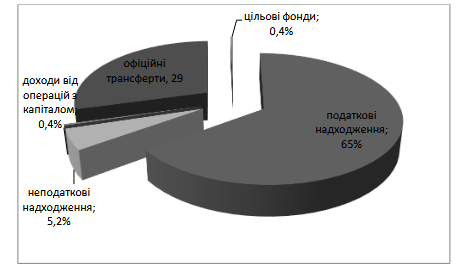 цільові фонди;
0,4%
офіційні
трансферти, 29
доходи від
операцій з
капіталом;
0,4%
податкові
надходження;
65%
неподаткові
надходження;
5,2%